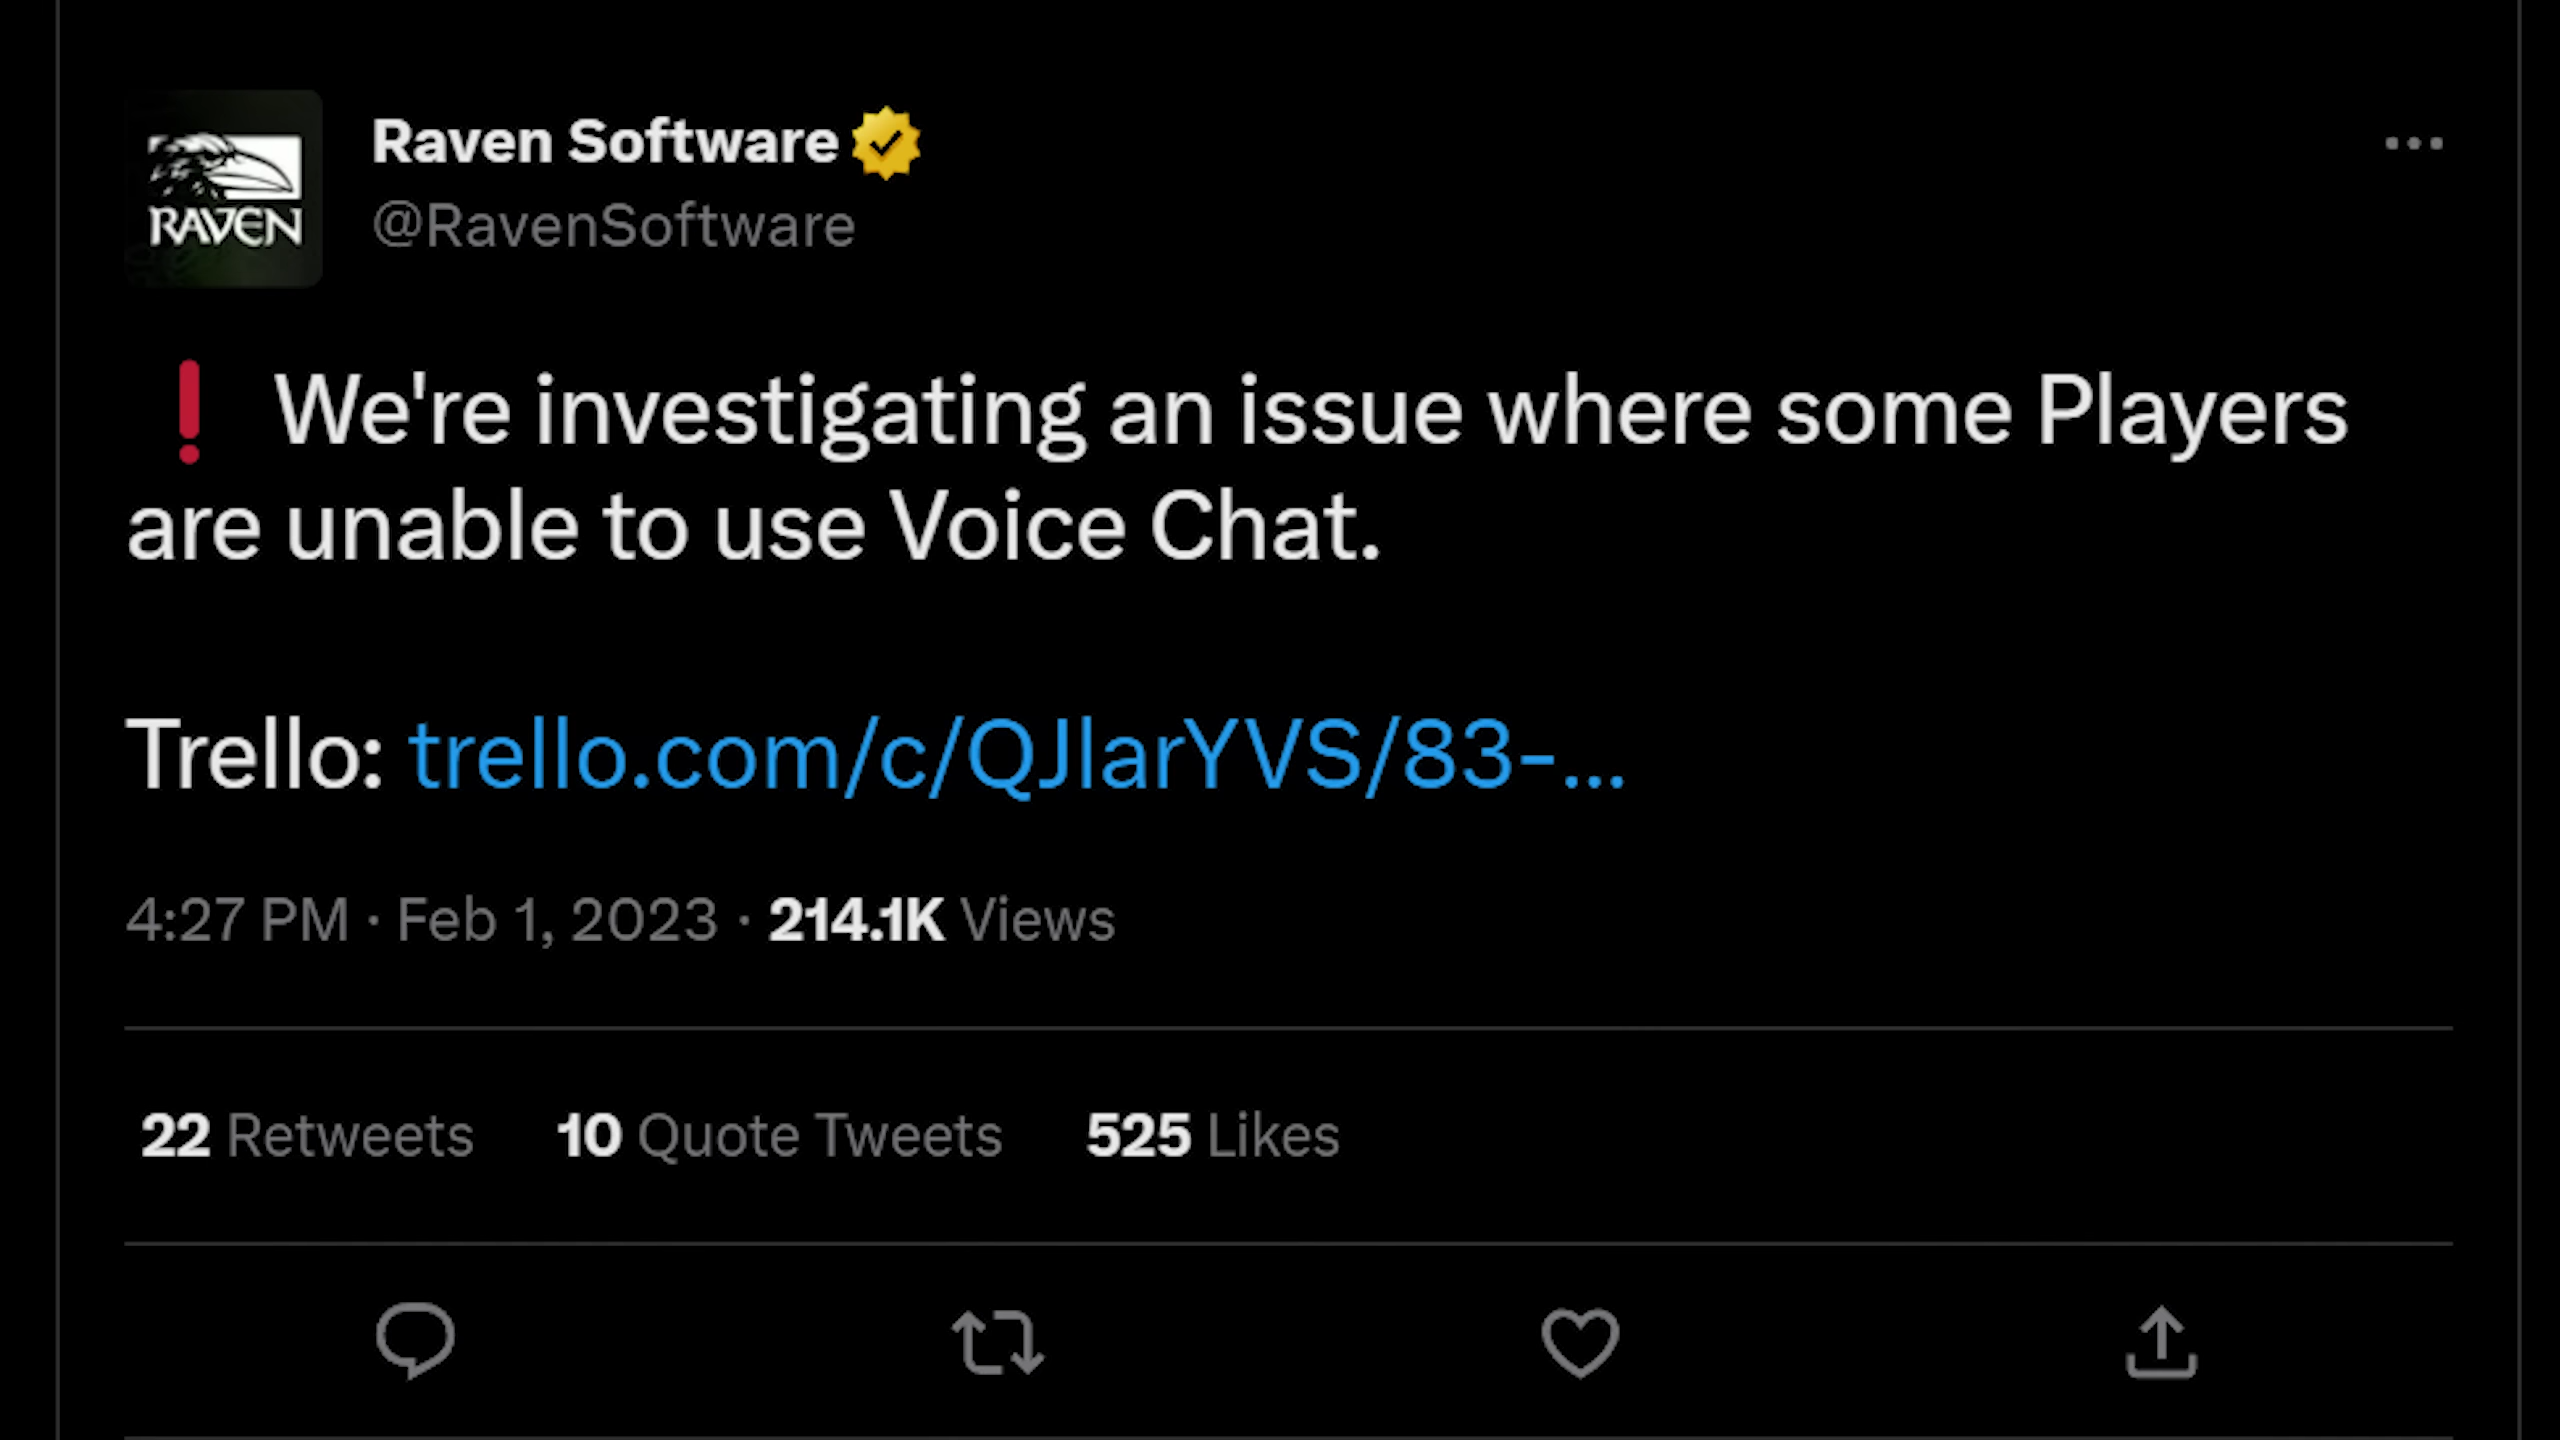 RAVEN
Raven Software
@RavenSoftware
❗ We're investigating an issue where some Players
are unable to use Voice Chat.
Trello: trello.com/c/QJlarYVS/83-...
4:27 PM · Feb 1, 2023 · 214.1K Views
22 Retweets 10 Quote Tweets 525 Likes